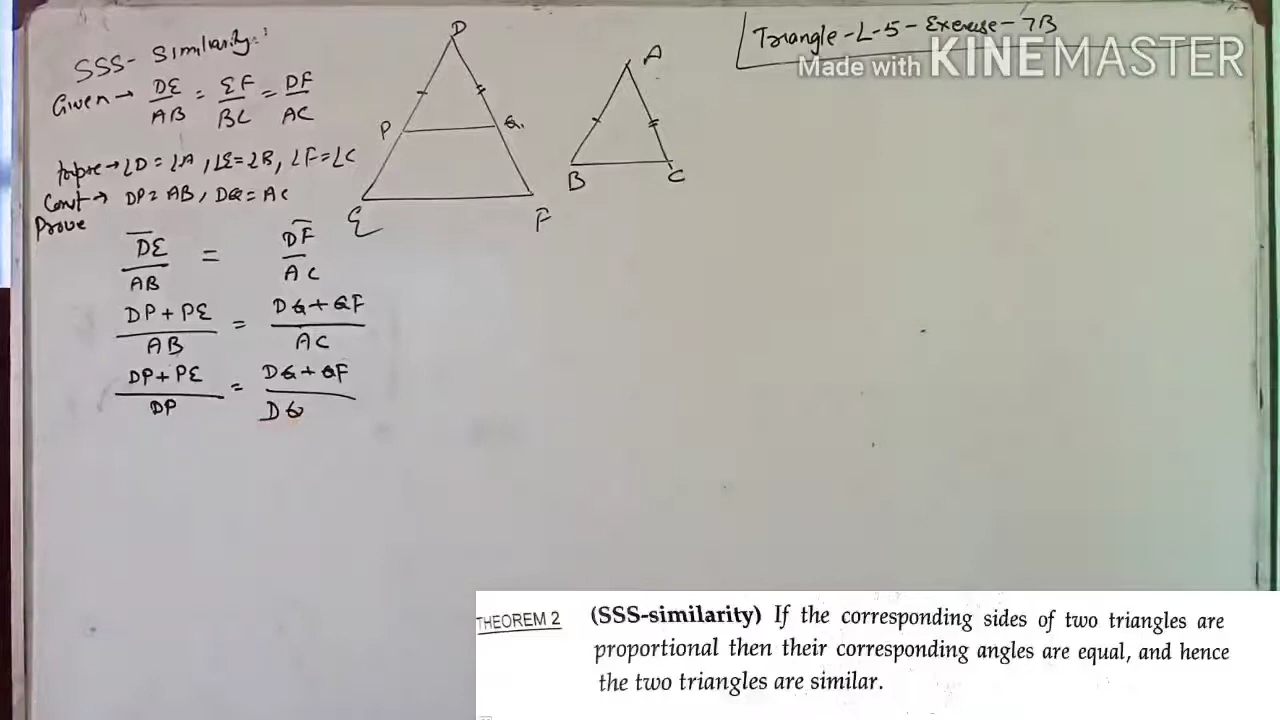 SSS- Similarity:
Given → DE/AB = EF/BC = DF/AC
toprove → ∠D = ∠A, ∠E = ∠B, ∠F = ∠C
Const → DP = AB, DQ = AC
Prove
DE/AB = DF/AC
DP + PE/AB = DQ + QF/AC
DP + PE/DP = DQ + QF/DQ
D
P Q
E F
A
B C
Triangle - L-5 - Exercise - 7B
Made with KINEMASTER
THEOREM 2 (SSS-similarity) If the corresponding sides of two triangles are
proportional then their corresponding angles are equal, and hence
the two triangles are similar.